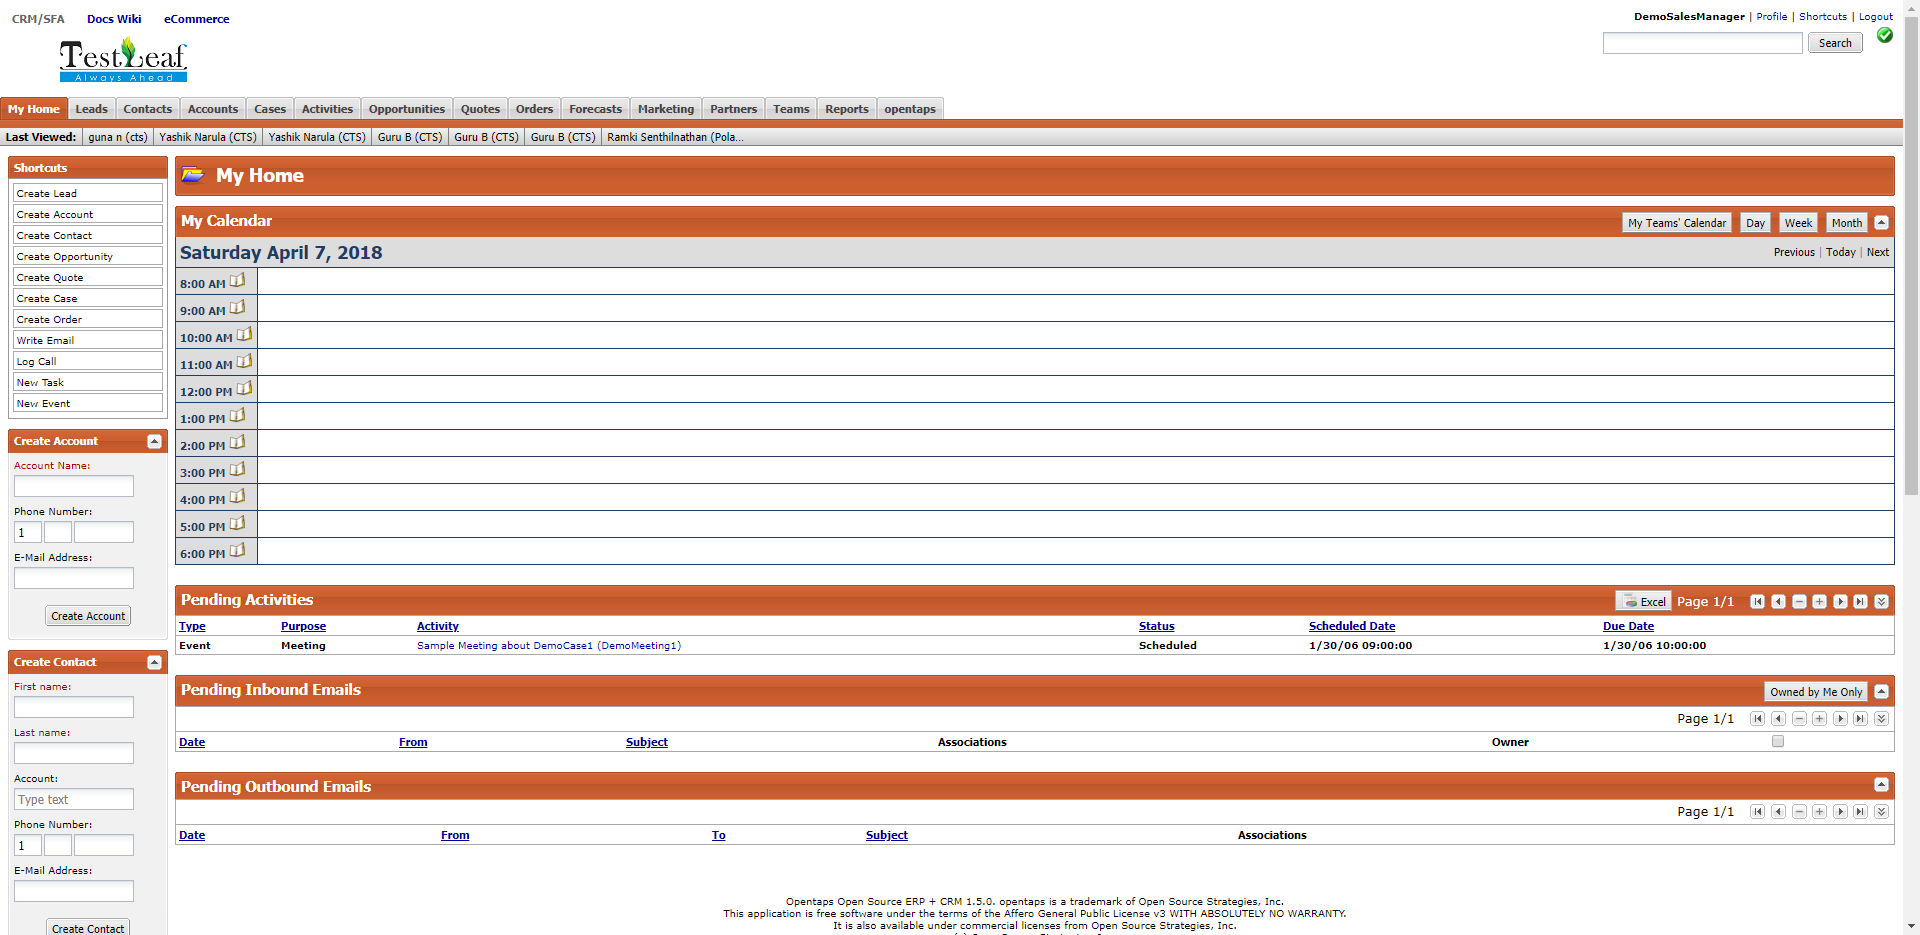 CRM/SFA Docs Wiki eCommerce
DemoSalesManager | Profile | Shortcuts | Logout
TestLeaf
Always Ahead
Search
My Home Leads Contacts Accounts Cases Activities Opportunities Quotes Orders Forecasts Marketing Partners Teams Reports opentaps
Last Viewed: guna n (cts) Yashik Narula (CTS) Yashik Narula (CTS) Guru B (CTS) Guru B (CTS) Guru B (CTS) Ramki Senthilnathan (Pola...
Shortcuts
Create Lead
Create Account
Create Contact
Create Opportunity
Create Quote
Create Case
Create Order
Write Email
Log Call
New Task
New Event
Create Account
Account Name:
Phone Number:
1
E-Mail Address:
Create Account
Create Contact
First name:
Last name:
Account:
Type text
Phone Number:
1
E-Mail Address:
Create Contact
My Home
My Calendar
My Teams' Calendar Day Week Month
Saturday April 7, 2018
Previous | Today | Next
8:00 AM
9:00 AM
10:00 AM
11:00 AM
12:00 PM
1:00 PM
2:00 PM
3:00 PM
4:00 PM
5:00 PM
6:00 PM
Pending Activities
Excel Page 1/1
Type Purpose Activity Status Scheduled Date Due Date
Event Meeting Sample Meeting about DemoCase1 (DemoMeeting1) Scheduled 1/30/06 09:00:00 1/30/06 10:00:00
Pending Inbound Emails
Owned by Me Only
Page 1/1
Date From Subject Associations Owner
Pending Outbound Emails
Page 1/1
Date From To Subject Associations
Opentaps Open Source ERP + CRM 1.5.0. opentaps is a trademark of Open Source Strategies, Inc.
This application is free software under the terms of the Affero General Public License v3 WITH ABSOLUTELY NO WARRANTY.
It is also available under commercial licenses from Open Source Strategies, Inc.